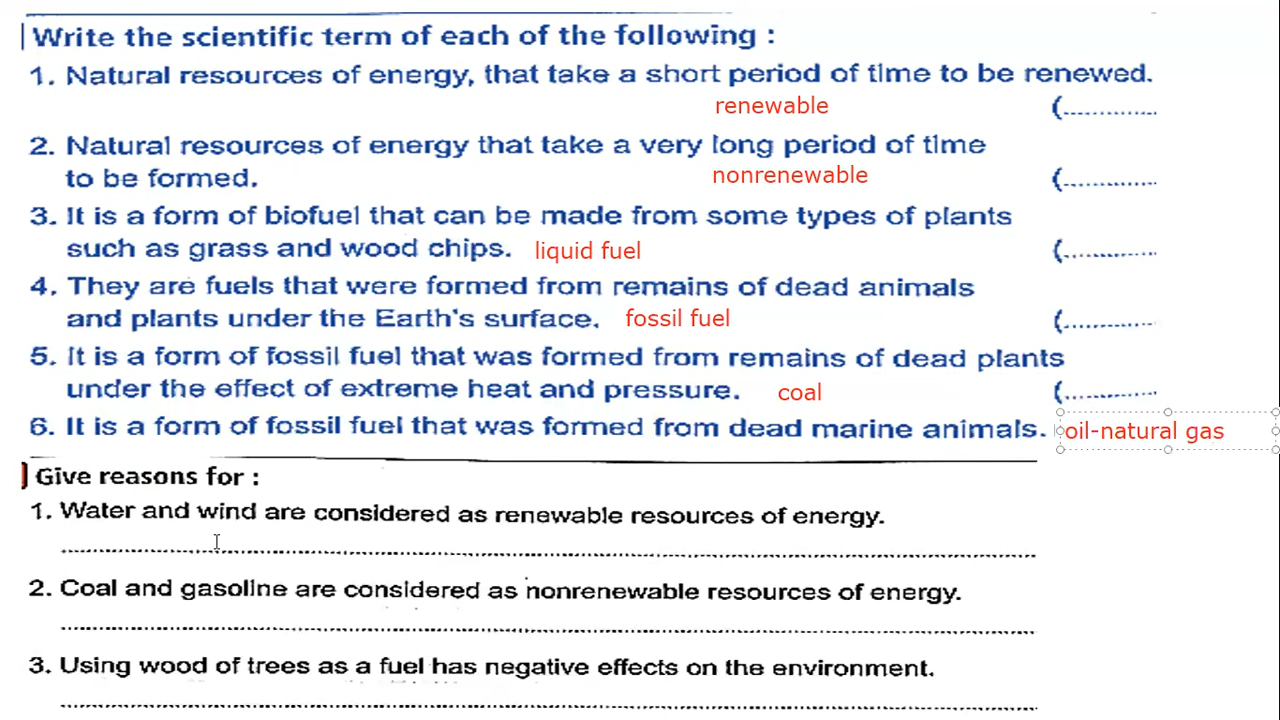 Write the scientific term of each of the following :
1. Natural resources of energy, that take a short period of time to be renewed.
renewable (.............
2. Natural resources of energy that take a very long period of time
to be formed. nonrenewable (.............
3. It is a form of biofuel that can be made from some types of plants
such as grass and wood chips. liquid fuel (.............
4. They are fuels that were formed from remains of dead animals
and plants under the Earth's surface. fossil fuel (.............
5. It is a form of fossil fuel that was formed from remains of dead plants
under the effect of extreme heat and pressure. coal (.............
6. It is a form of fossil fuel that was formed from dead marine animals. oil-natural gas
Give reasons for :
1. Water and wind are considered as renewable resources of energy.
2. Coal and gasoline are considered as nonrenewable resources of energy.
3. Using wood of trees as a fuel has negative effects on the environment.